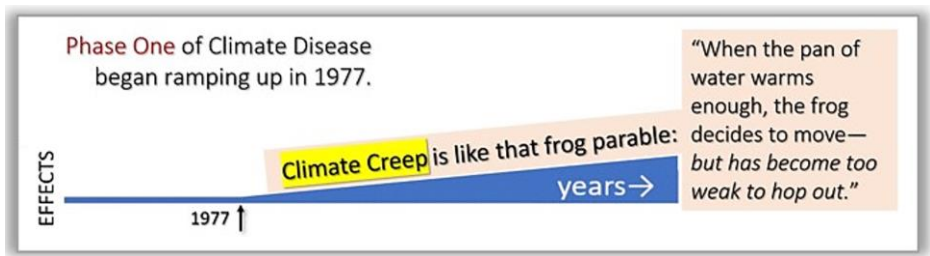 Phase One of Climate Disease
began ramping up in 1977.
“When the pan of
water warms
enough, the frog
decides to move—
but has become too
weak to hop out.”
Climate Creep is like that frog parable:
EFFECTS
years→
1977 ↑